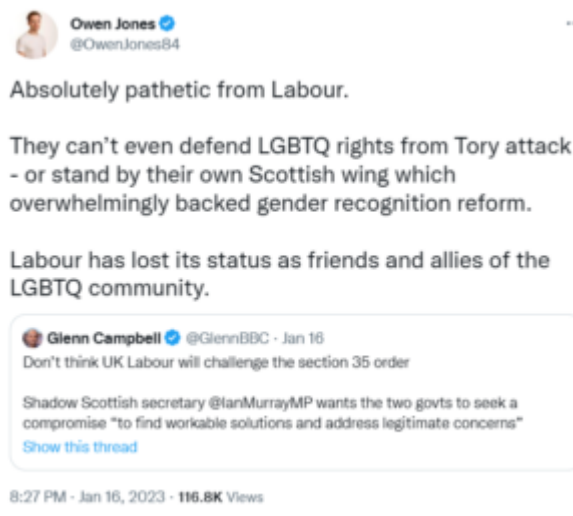 Owen Jones
@OwenJones84
Absolutely pathetic from Labour.
They can't even defend LGBTQ rights from Tory attack
- or stand by their own Scottish wing which
overwhelmingly backed gender recognition reform.
Labour has lost its status as friends and allies of the
LGBTQ community.
Glenn Campbell @GlennBBC · Jan 16
Don't think UK Labour will challenge the section 35 order
Shadow Scottish secretary @IanMurrayMP wants the two govts to seek a
compromise "to find workable solutions and address legitimate concerns"
Show this thread
8:27 PM · Jan 16, 2023 · 116.8K Views